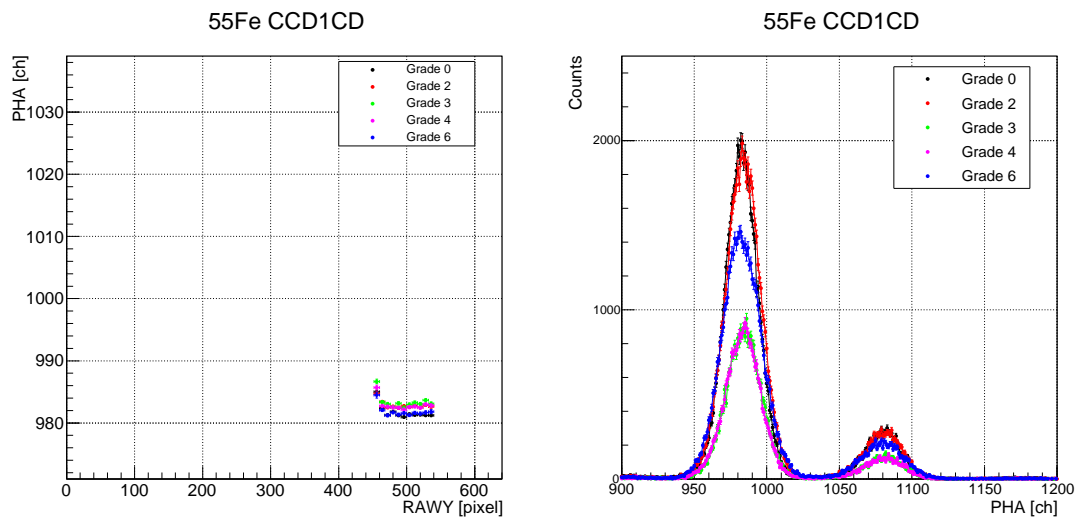 55Fe CCD1CD
PHA [ch]
1030
1020
1010
1000
990
980
0 100 200 300 400 500 600
RAWY [pixel]
Grade 0
Grade 2
Grade 3
Grade 4
Grade 6
55Fe CCD1CD
Counts
2000
1000
0
900 950 1000 1050 1100 1150 1200
PHA [ch]
Grade 0
Grade 2
Grade 3
Grade 4
Grade 6